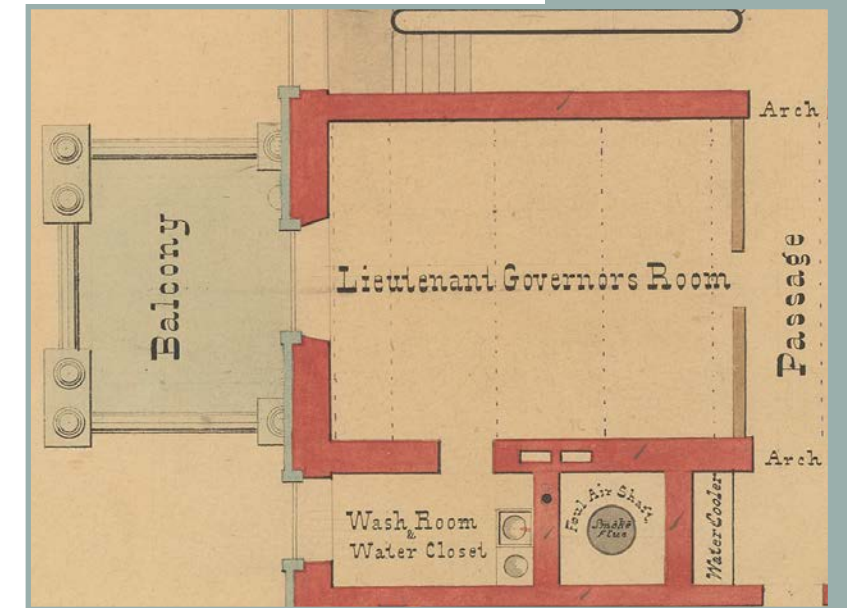 Arch
Balcony
Lieutenant Governors Room
Passage
Arch
Wash Room
&
Water Closet
Foul Air Shaft
Smoke
Flue
Water Cooler